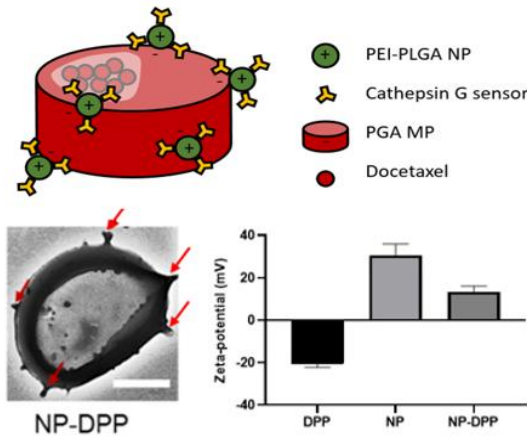 PEI-PLGA NP
Cathepsin G sensor
PGA MP
Docetaxel
NP-DPP
Zeta-potential (mV)
40
20
0
-20
-40
DPP
NP
NP-DPP